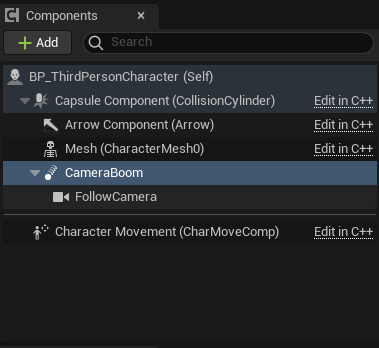 Components
Add
Search
BP_ThirdPersonCharacter (Self)
Capsule Component (CollisionCylinder) Edit in C++
Arrow Component (Arrow) Edit in C++
Mesh (CharacterMesh0) Edit in C++
CameraBoom
FollowCamera
Character Movement (CharMoveComp) Edit in C++